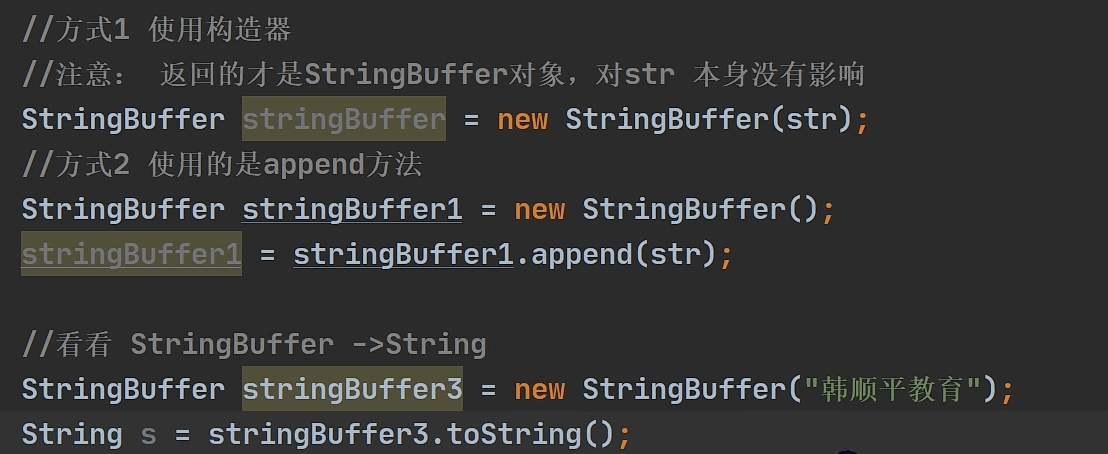 //方式1 使用构造器
//注意： 返回的才是StringBuffer对象，对str 本身没有影响
StringBuffer stringBuffer = new StringBuffer(str);
//方式2 使用的是append方法
StringBuffer stringBuffer1 = new StringBuffer();
stringBuffer1 = stringBuffer1.append(str);
//看看 StringBuffer ->String
StringBuffer stringBuffer3 = new StringBuffer("韩顺平教育");
String s = stringBuffer3.toString();